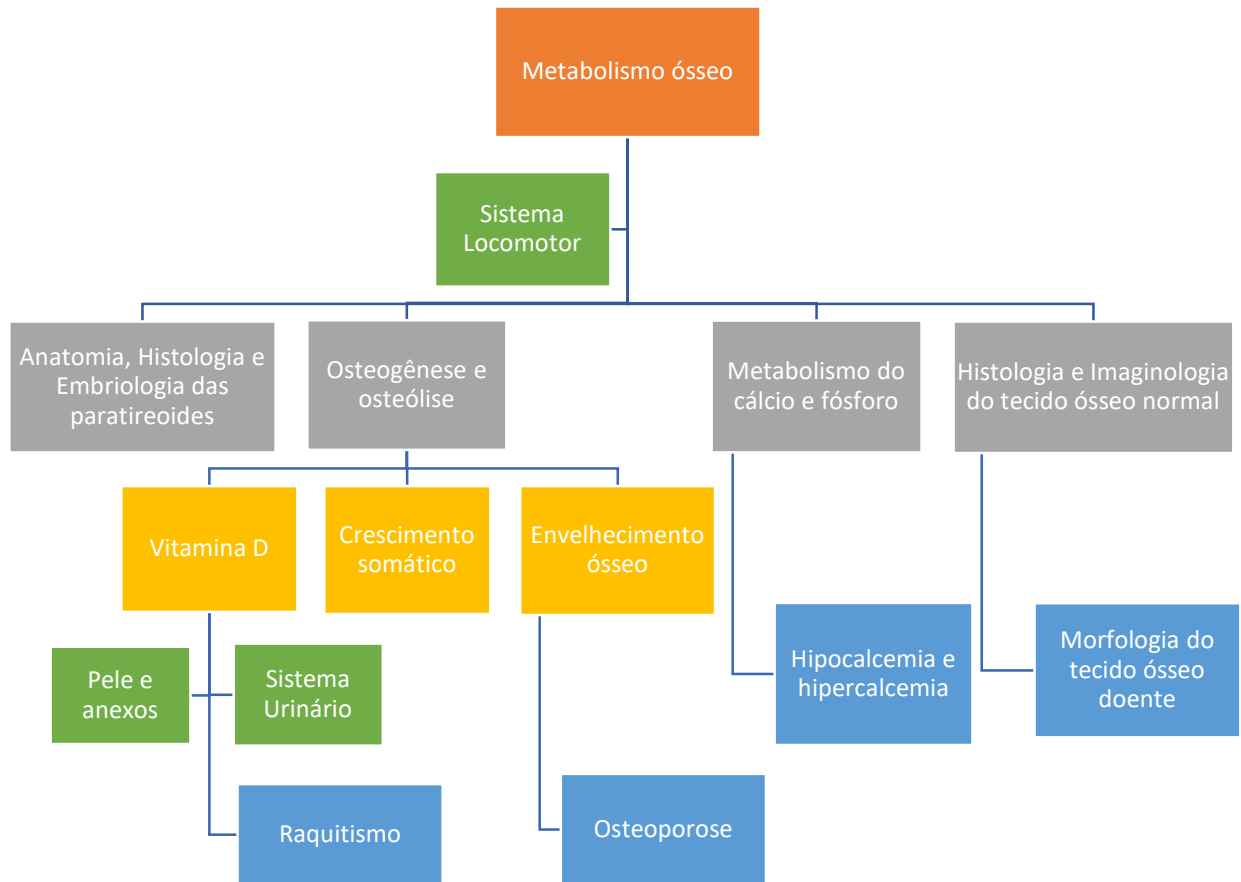 Metabolismo ósseo
Sistema
Locomotor
Anatomia, Histologia e
Embriologia das
paratireoides
Osteogênese e
osteólise
Metabolismo do
cálcio e fósforo
Histologia e Imaginologia
do tecido ósseo normal
Vitamina D
Crescimento
somático
Envelhecimento
ósseo
Pele e
anexos
Sistema
Urinário
Hipocalcemia e
hipercalcemia
Morfologia do
tecido ósseo
doente
Raquitismo
Osteoporose